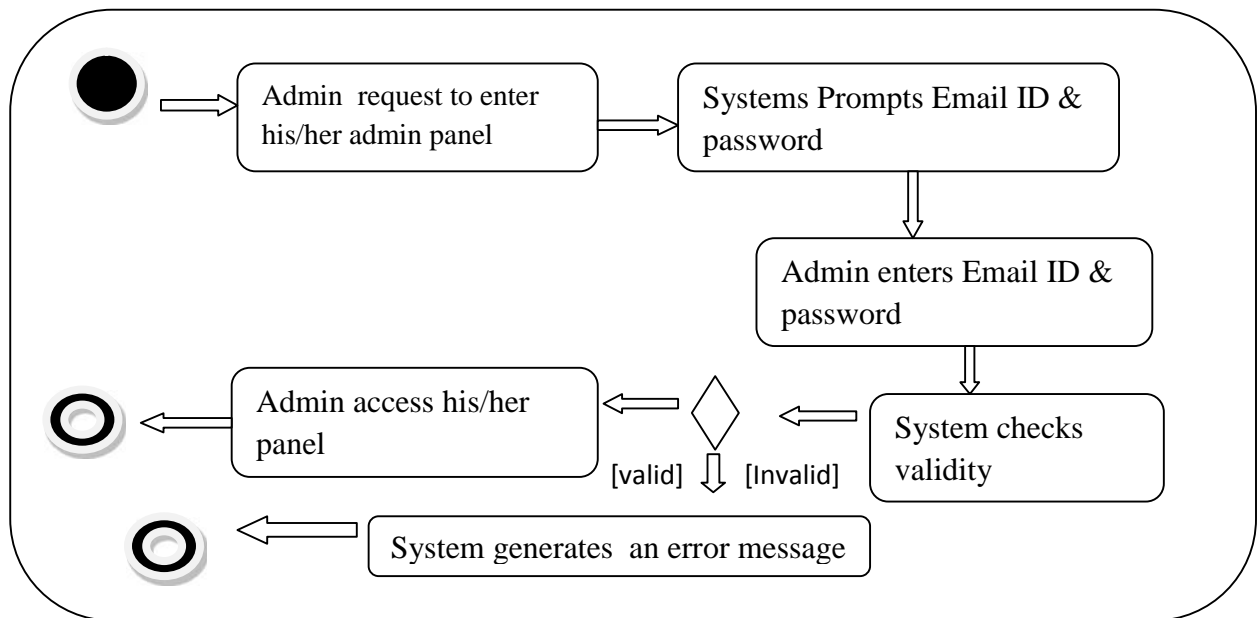 Admin request to enter
his/her admin panel
Systems Prompts Email ID &
password
Admin enters Email ID &
password
System checks
validity
Admin access his/her
panel
[valid]
[Invalid]
System generates an error message